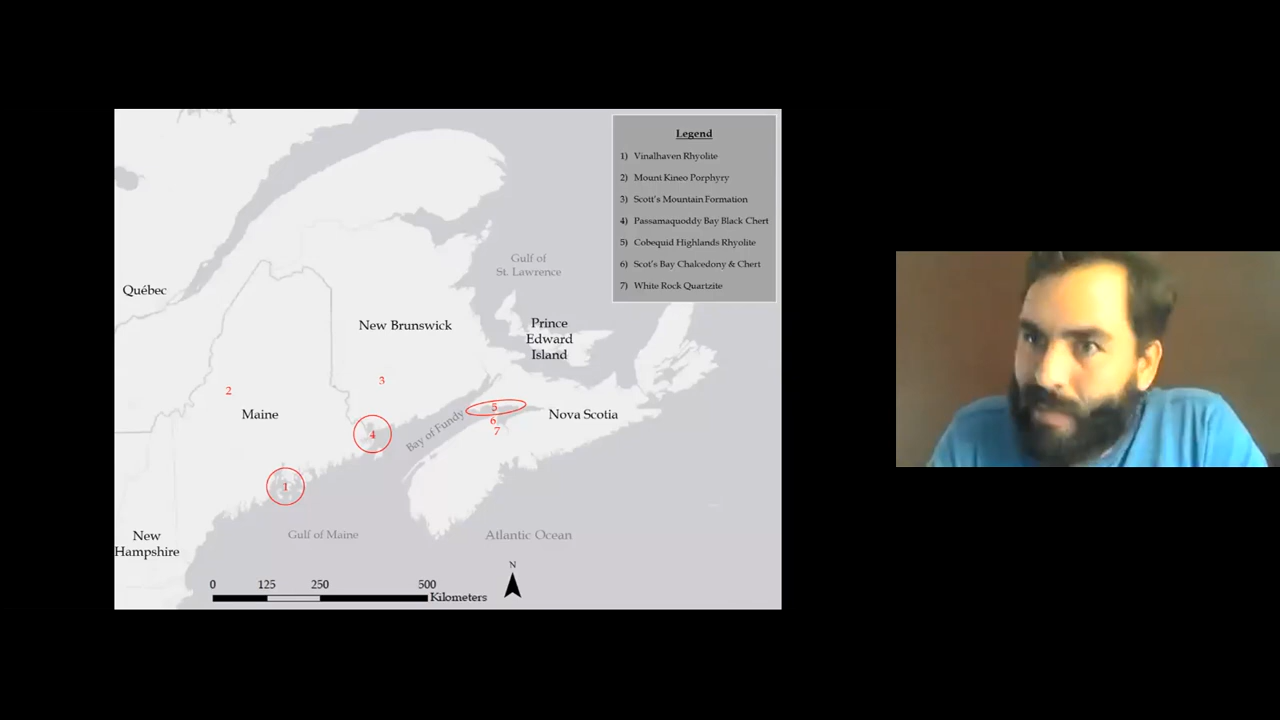 Legend
1) Vinalhaven Rhyolite
2) Mount Kineo Porphyry
3) Scott's Mountain Formation
4) Passamaquoddy Bay Black Chert
5) Cobequid Highlands Rhyolite
6) Scot's Bay Chalcedony & Chert
7) White Rock Quartzite
Gulf of
St. Lawrence
Québec
New Brunswick
Prince
Edward
Island
3
2
Maine
5
Nova Scotia
6
7
4
Bay of Fundy
1
New
Hampshire
Gulf of Maine
Atlantic Ocean
N
0 125 250 500
Kilometers